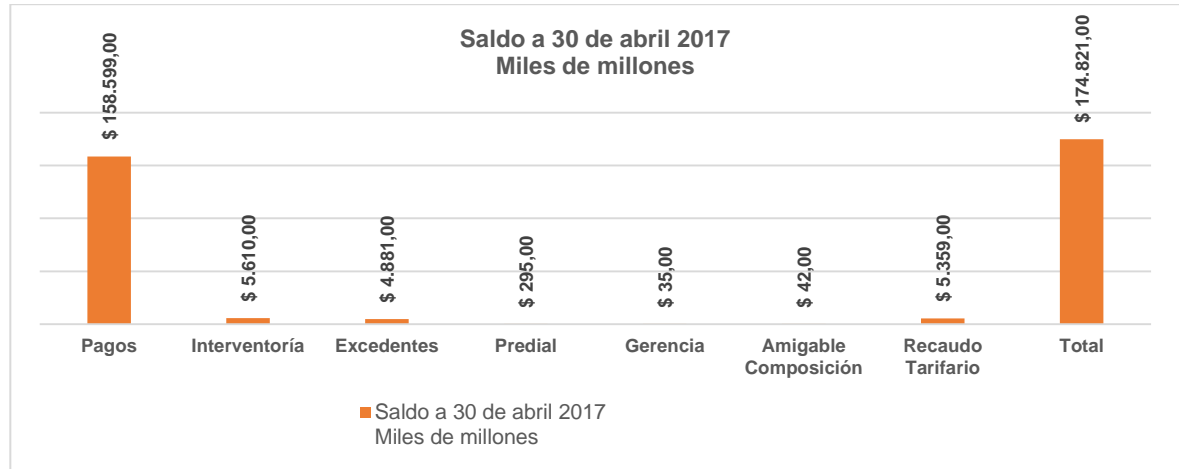 Saldo a 30 de abril 2017
Miles de millones
$ 158.599,00
$ 5.610,00
$ 4.881,00
$ 295,00
$ 35,00
$ 42,00
$ 5.359,00
$ 174.821,00
Pagos
Interventoría
Excedentes
Predial
Gerencia
Amigable
Composición
Recaudo
Tarifario
Total
Saldo a 30 de abril 2017
Miles de millones